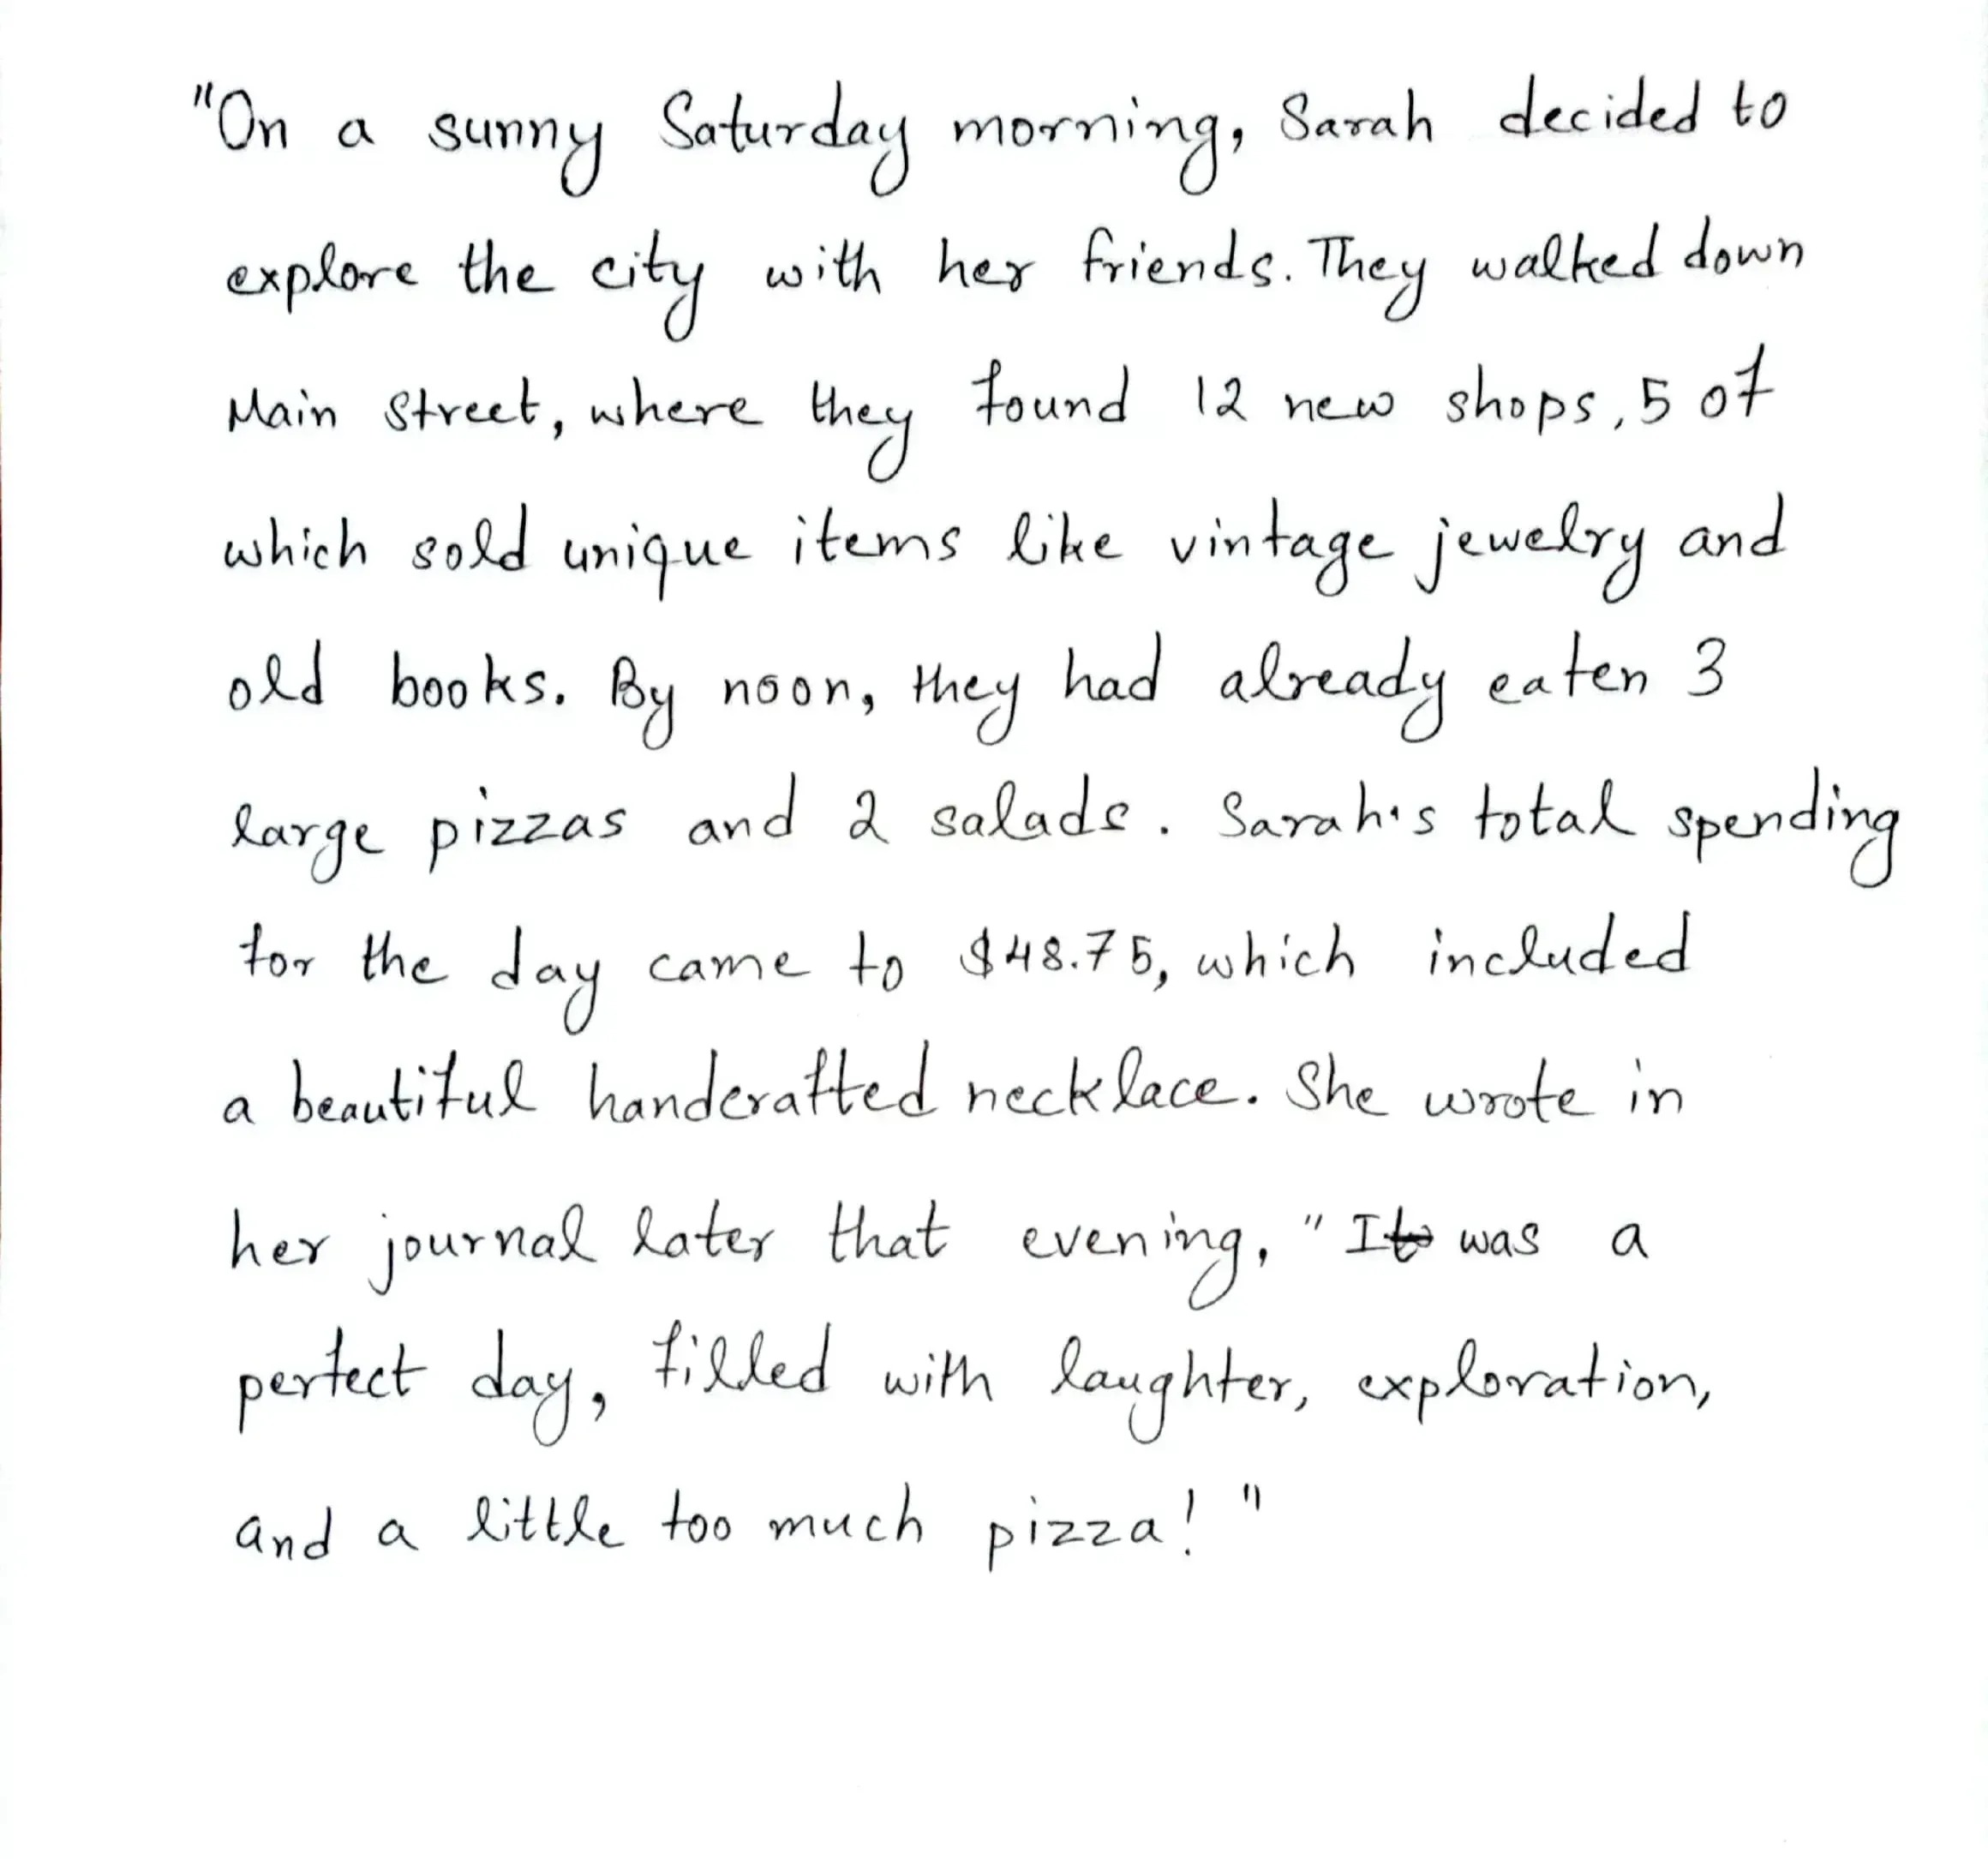 "On a sunny Saturday morning, Sarah decided to
explore the city with her friends. They walked down
Main Street, where they found 12 new shops, 5 of
which sold unique items like vintage jewelry and
old books. By noon, they had already eaten 3
large pizzas and 2 salads. Sarah's total spending
for the day came to $48.75, which included
a beautiful handcrafted necklace. She wrote in
her journal later that evening, "It was a
perfect day, filled with laughter, exploration,
and a little too much pizza!"